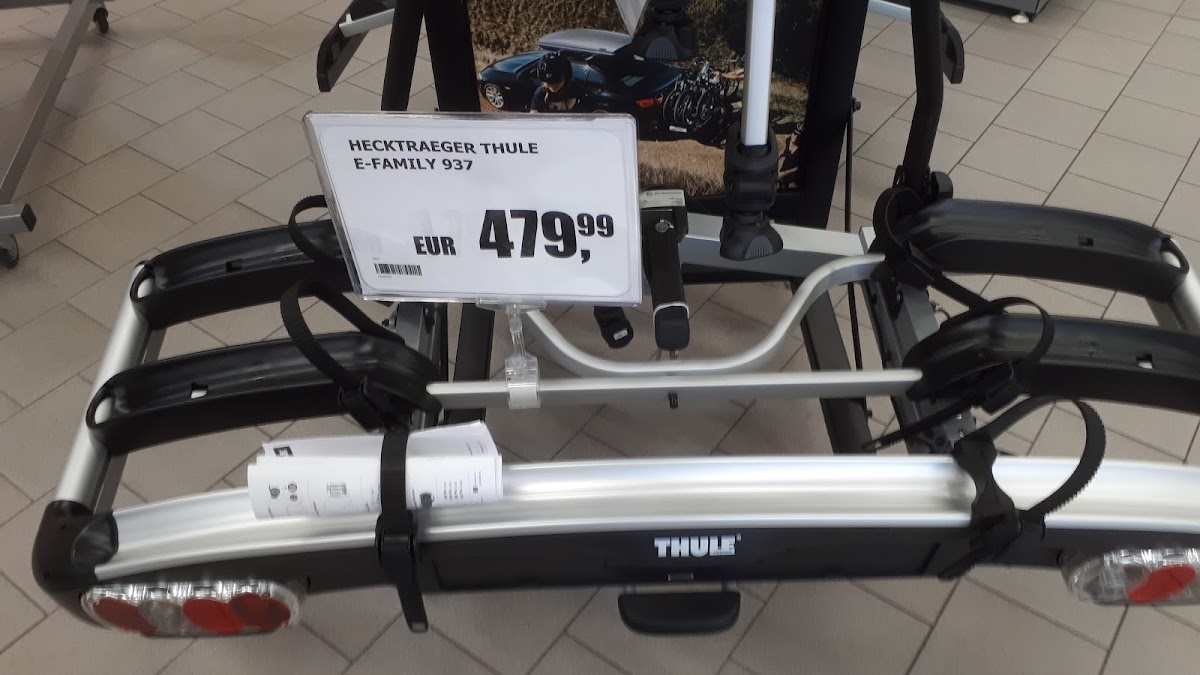 HECKTRAEGER THULE
E-FAMILY 937
EUR 479,99
THULE